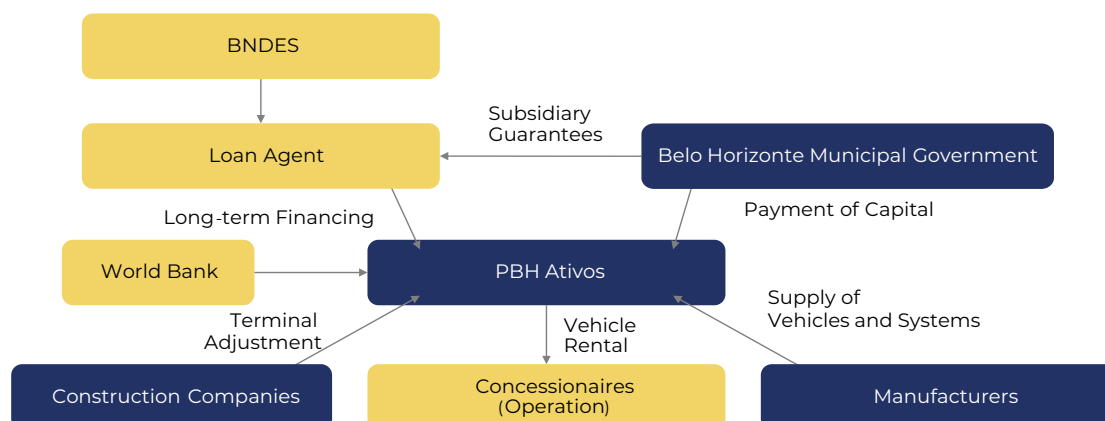 BNDES
Subsidiary
Guarantees
Loan Agent
Belo Horizonte Municipal Government
Long-term Financing
Payment of Capital
World Bank
PBH Ativos
Terminal
Adjustment
Vehicle
Rental
Supply of
Vehicles and Systems
Construction Companies
Concessionaires
(Operation)
Manufacturers